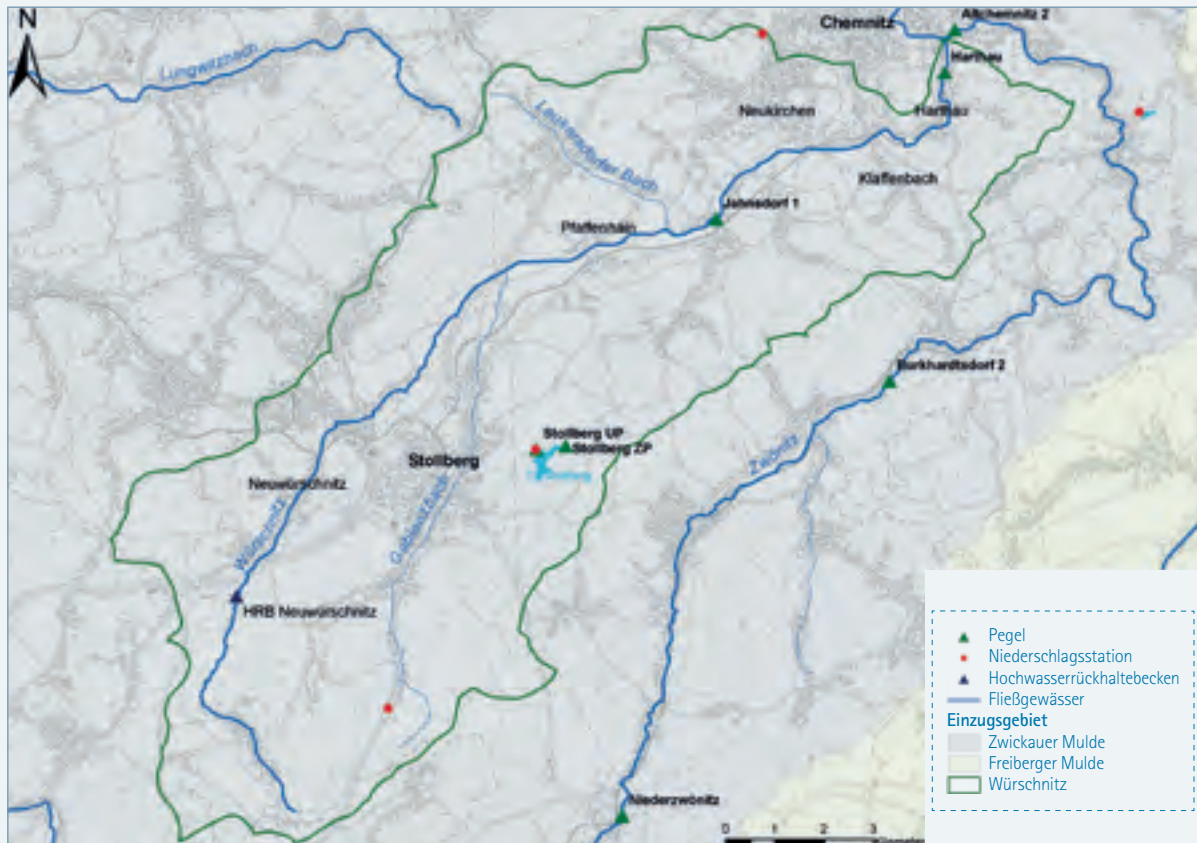 N
Chemnitz
Altchemnitz 2
Lungwitzbach
Harthau
Neukirchen
Harthau
Klaffenbach
Jahnsdorf 1
Pfaffenhain
Burkhardtsdorf 2
Stollberg UP
Stollberg ZP
Stollberg
Zwönitz
Neuwürschnitz
Würschnitz
Gablenzbach
HRB Neuwürschnitz
Niederzwönitz
0 1 2 3
Pegel
Niederschlagsstation
Hochwasserrückhaltebecken
Fließgewässer
Einzugsgebiet
Zwickauer Mulde
Freiberger Mulde
Würschnitz